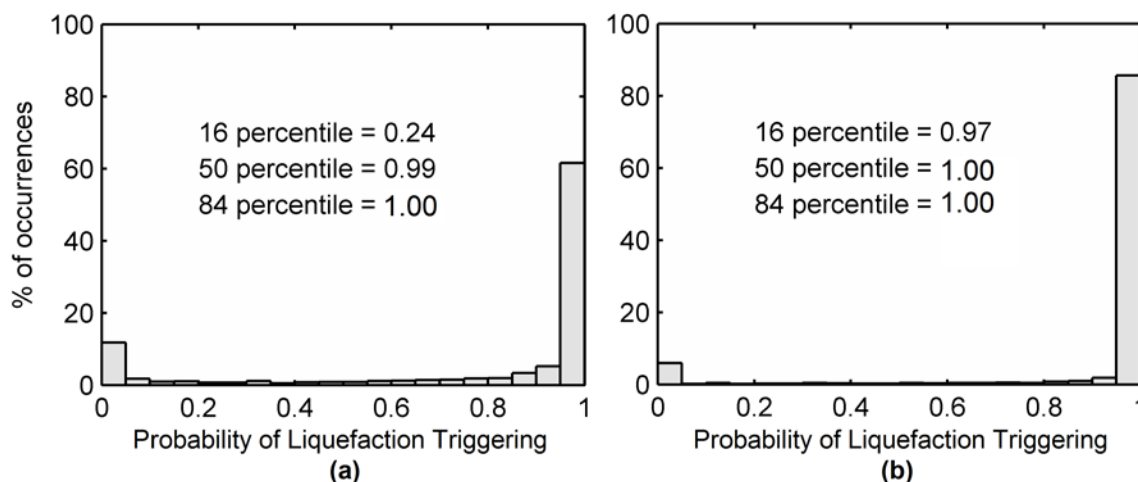 100
80
60
40
20
0
% of occurrences
16 percentile = 0.24
50 percentile = 0.99
84 percentile = 1.00
0 0.2 0.4 0.6 0.8 1
Probability of Liquefaction Triggering
(a)
100
80
60
40
20
0
16 percentile = 0.97
50 percentile = 1.00
84 percentile = 1.00
0 0.2 0.4 0.6 0.8 1
Probability of Liquefaction Triggering
(b)